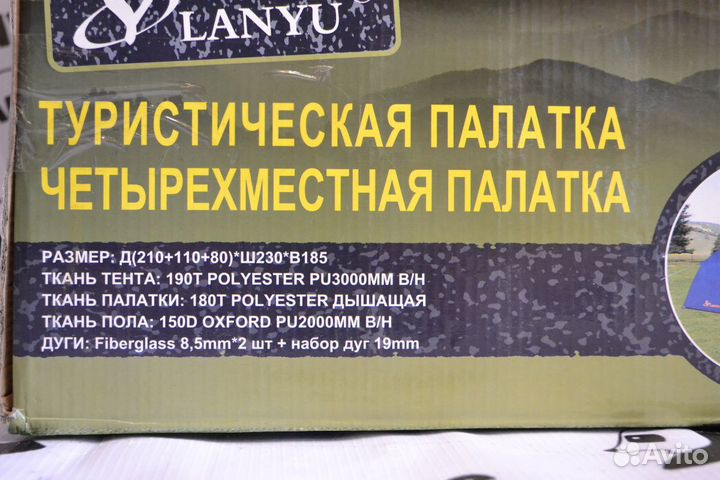 LANYU
ТУРИСТИЧЕСКАЯ ПАЛАТКА
ЧЕТЫРЕХМЕСТНАЯ ПАЛАТКА
РАЗМЕР: Д(210+110+80)*Ш230*В185
ТКАНЬ ТЕНТА: 190T POLYESTER PU3000MM В/Н
ТКАНЬ ПАЛАТКИ: 180T POLYESTER ДЫШАЩАЯ
ТКАНЬ ПОЛА: 150D OXFORD PU2000MM В/Н
ДУГИ: Fiberglass 8,5mm*2 шт + набор дуг 19mm
Avito